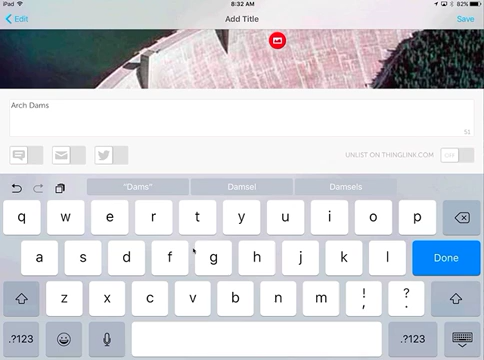 iPad
8:32 AM
82%
Edit
Add Title
Save
Arch Dams
51
UNLIST ON THINGLINK.COM
OFF
"Dams"
Damsel
Damsels
q w e r t y u i o p
a s d f g h j k l Done
z x c v b n m ! , ? .
.?123
.?123